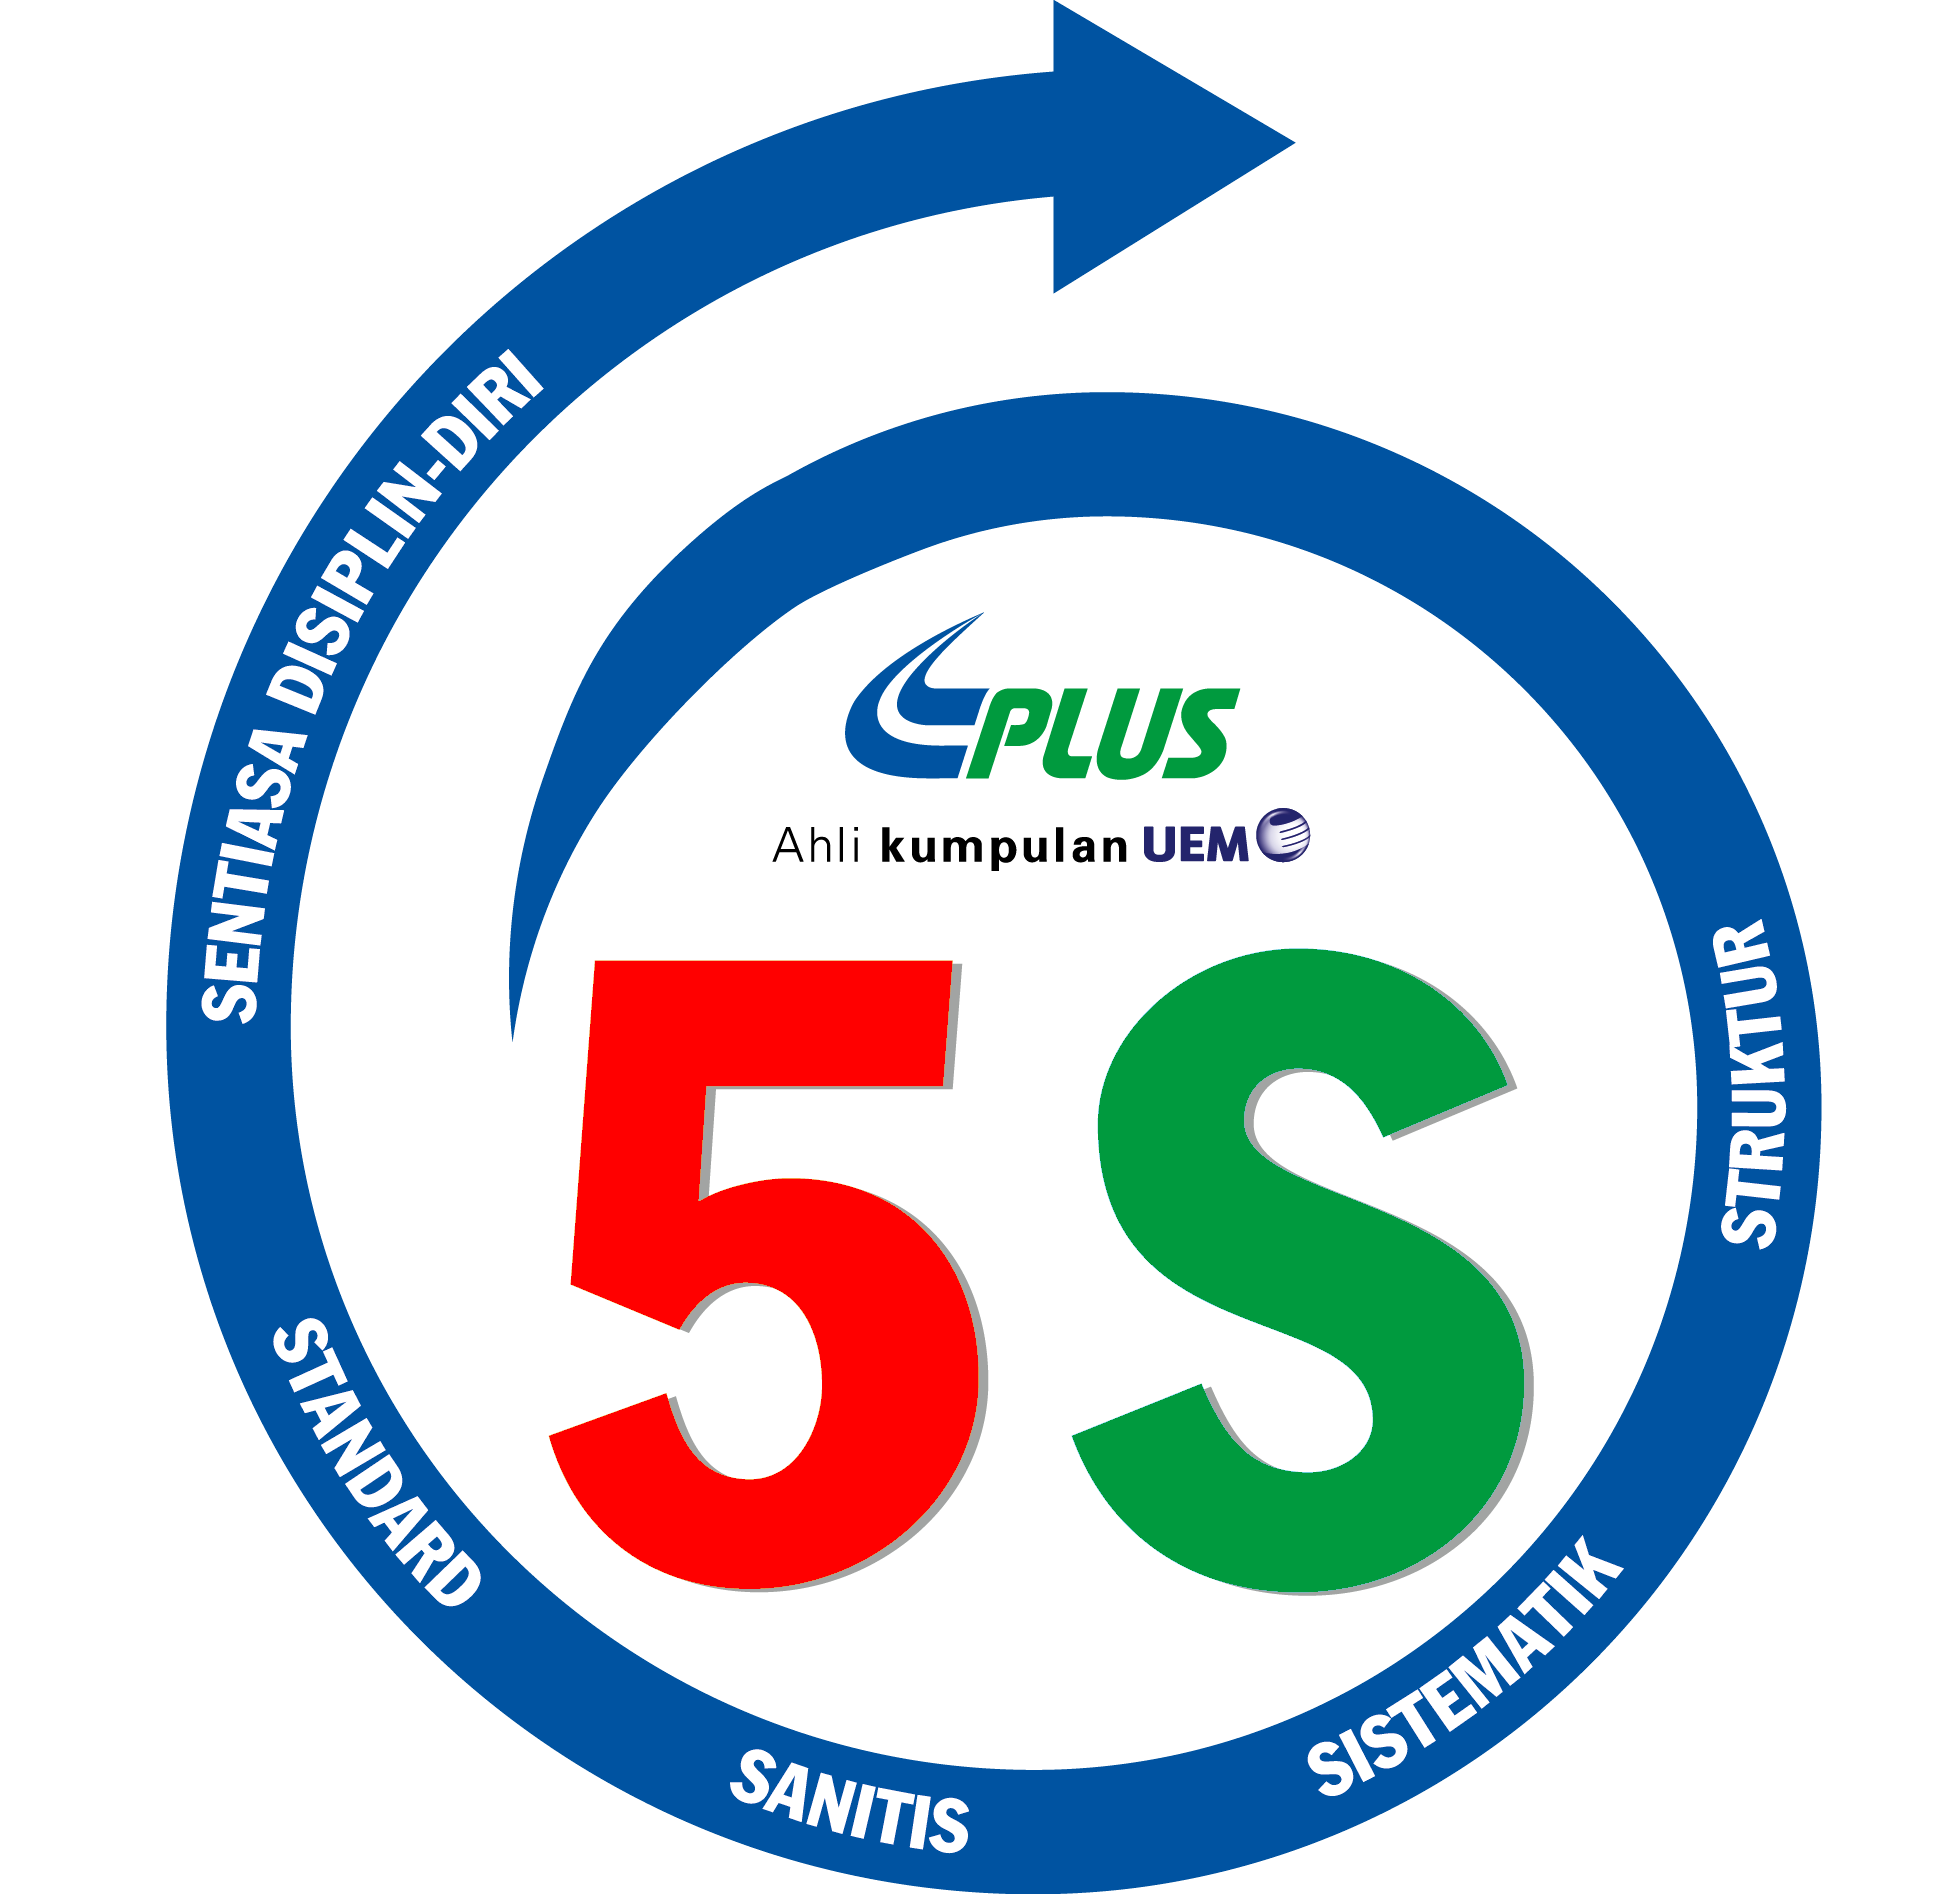 PLUS
Ahli kumpulan UEM
5S
STRUKTUR
SISTEMATIK
SANITIS
STANDARD
SENTIASA DISIPLIN-DIRI